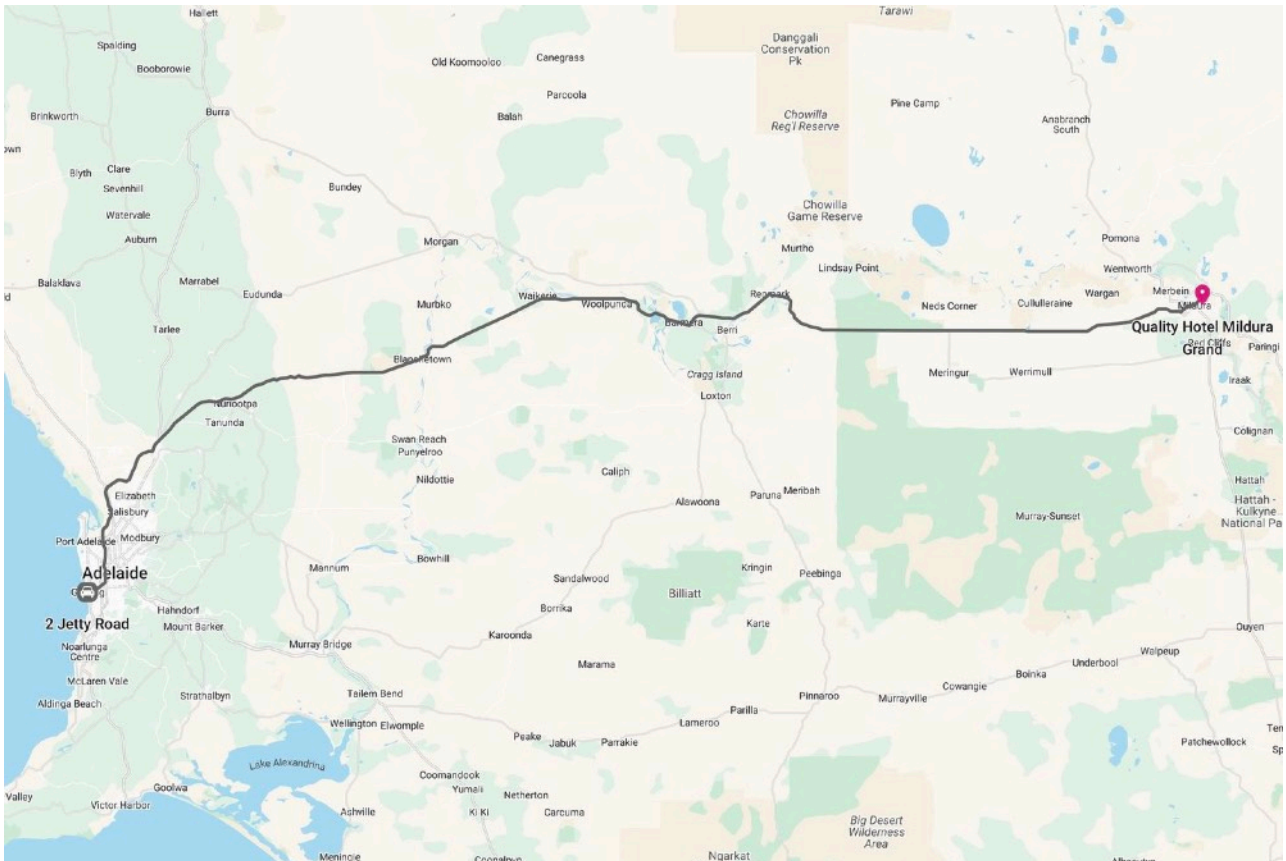 Hallett
Tarawi
Spalding
Booborowie
Danggali
Conservation
Pk
Old Koomooloo
Canegrass
Parcoola
Pine Camp
Brinkworth
Burra
Balah
Chowilla
Reg'l Reserve
Anabranch
South
own
Blyth
Clare
Sevenhill
Bundey
Watervale
Chowilla
Game Reserve
Auburn
Morgan
Murtho
Pomona
Lindsay Point
Wentworth
Balaklava
Marrabel
Eudunda
Waikerie
Renmark
Wargan
Merbein
ld
Murbko
Woolpunda
Neds Corner
Cullulleraine
Mildura
Tarlee
Barmera
Berri
Quality Hotel Mildura
Grand
Red Cliffs
Paringi
Blanchetown
Cragg Island
Meringur
Werrimull
Iraak
Loxton
Nuriootpa
Tanunda
Colignan
Swan Reach
Punyelroo
Caliph
Nildottie
Hattah
Elizabeth
Paruna
Meribah
Hattah -
Kulkyne
National Pa
Salisbury
Alawoona
Murray-Sunset
Port Adelaide
Modbury
Bowhill
Adelaide
Mannum
Kringin
Peebinga
Sandalwood
Billiatt
2 Jetty Road
Hahndorf
Mount Barker
Borrika
Karte
Noarlunga
Centre
Murray Bridge
Karoonda
Ouyen
McLaren Vale
Marama
Walpeup
Underbool
Boinka
Aldinga Beach
Strathalbyn
Tailem Bend
Pinnaroo
Murrayville
Cowangie
Wellington
Elwomple
Parilla
Lameroo
Peake
Jabuk
Parrakie
Patchewollock
Ten
Sp
Lake Alexandrina
Coomandook
Yumali
Netherton
Valley
Victor Harbor
Goolwa
Ashville
Ki Ki
Carcuma
Big Desert
Wilderness
Area
Meningie
Coonalpyn
Ngarkat